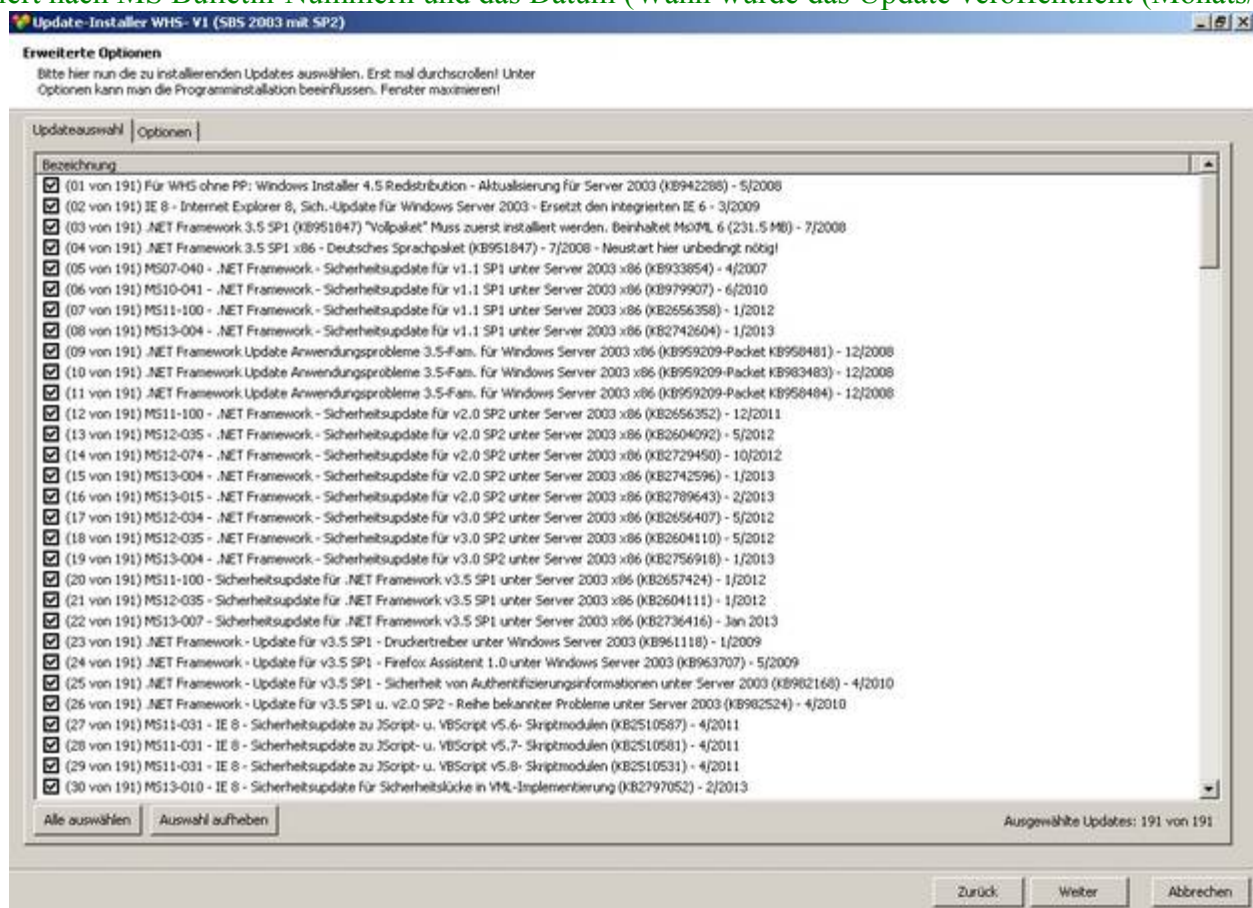 iert nach MS-Bulletin-Nummern und das Datum (Wann wurde das Update veröffentlicht (Monats/
Update-Installer WHS- V1 (SBS 2003 mit SP2)
Erweiterte Optionen
Bitte hier nun die zu installierenden Updates auswählen. Erst mal durchscrollen! Unter
Optionen kann man die Programminstallation beeinflussen. Fenster maximieren!
Updateauswahl Optionen
Bezeichnung
(01 von 191) Für WHS ohne PP: Windows Installer 4.5 Redistribution - Aktualisierung für Server 2003 (KB942288) - 5/2008
(02 von 191) IE 8 - Internet Explorer 8, Sich.-Update für Windows Server 2003 - Ersetzt den integrierten IE 6 - 3/2009
(03 von 191) .NET Framework 3.5 SP1 (KB951847) "Vollpaket" Muss zuerst installiert werden. Beinhaltet MsXML 6 (231.5 MB) - 7/2008
(04 von 191) .NET Framework 3.5 SP1 x86 - Deutsches Sprachpaket (KB951847) - 7/2008 - Neustart hier unbedingt nötig!
(05 von 191) MS07-040 - .NET Framework - Sicherheitsupdate für v1.1 SP1 unter Server 2003 x86 (KB933854) - 4/2007
(06 von 191) MS10-041 - .NET Framework - Sicherheitsupdate für v1.1 SP1 unter Server 2003 x86 (KB979907) - 6/2010
(07 von 191) MS11-100 - .NET Framework - Sicherheitsupdate für v1.1 SP1 unter Server 2003 x86 (KB2656358) - 1/2012
(08 von 191) MS13-004 - .NET Framework - Sicherheitsupdate für v1.1 SP1 unter Server 2003 x86 (KB2742604) - 1/2013
(09 von 191) .NET Framework Update Anwendungsprobleme 3.5-Fam. für Windows Server 2003 x86 (KB959209-Packet KB958481) - 12/2008
(10 von 191) .NET Framework Update Anwendungsprobleme 3.5-Fam. für Windows Server 2003 x86 (KB959209-Packet KB983483) - 12/2008
(11 von 191) .NET Framework Update Anwendungsprobleme 3.5-Fam. für Windows Server 2003 x86 (KB959209-Packet KB958484) - 12/2008
(12 von 191) MS11-100 - .NET Framework - Sicherheitsupdate für v2.0 SP2 unter Server 2003 x86 (KB2656352) - 12/2011
(13 von 191) MS12-035 - .NET Framework - Sicherheitsupdate für v2.0 SP2 unter Server 2003 x86 (KB2604092) - 5/2012
(14 von 191) MS12-074 - .NET Framework - Sicherheitsupdate für v2.0 SP2 unter Server 2003 x86 (KB2729450) - 10/2012
(15 von 191) MS13-004 - .NET Framework - Sicherheitsupdate für v2.0 SP2 unter Server 2003 x86 (KB2742596) - 1/2013
(16 von 191) MS13-015 - .NET Framework - Sicherheitsupdate für v2.0 SP2 unter Server 2003 x86 (KB2789643) - 2/2013
(17 von 191) MS12-034 - .NET Framework - Sicherheitsupdate für v3.0 SP2 unter Server 2003 x86 (KB2656407) - 5/2012
(18 von 191) MS12-035 - .NET Framework - Sicherheitsupdate für v3.0 SP2 unter Server 2003 x86 (KB2604110) - 5/2012
(19 von 191) MS13-004 - .NET Framework - Sicherheitsupdate für v3.0 SP2 unter Server 2003 x86 (KB2756918) - 1/2013
(20 von 191) MS11-100 - Sicherheitsupdate für .NET Framework v3.5 SP1 unter Server 2003 x86 (KB2657424) - 1/2012
(21 von 191) MS12-035 - Sicherheitsupdate für .NET Framework v3.5 SP1 unter Server 2003 x86 (KB2604111) - 1/2012
(22 von 191) MS13-007 - Sicherheitsupdate für .NET Framework v3.5 SP1 unter Server 2003 x86 (KB2736416) - Jan 2013
(23 von 191) .NET Framework - Update für v3.5 SP1 - Druckertreiber unter Windows Server 2003 (KB961118) - 1/2009
(24 von 191) .NET Framework - Update für v3.5 SP1 - Firefox Assistent 1.0 unter Windows Server 2003 (KB963707) - 5/2009
(25 von 191) .NET Framework - Update für v3.5 SP1 - Sicherheit von Authentifizierungsinformationen unter Server 2003 (KB982168) - 4/2010
(26 von 191) .NET Framework - Update für v3.5 SP1 u. v2.0 SP2 - Reihe bekannter Probleme unter Server 2003 (KB982524) - 4/2010
(27 von 191) MS11-031 - IE 8 - Sicherheitsupdate zu JScript- u. VBScript v5.6- Skriptmodulen (KB2510587) - 4/2011
(28 von 191) MS11-031 - IE 8 - Sicherheitsupdate zu JScript- u. VBScript v5.7- Skriptmodulen (KB2510581) - 4/2011
(29 von 191) MS11-031 - IE 8 - Sicherheitsupdate zu JScript- u. VBScript v5.8- Skriptmodulen (KB2510531) - 4/2011
(30 von 191) MS13-010 - IE 8 - Sicherheitsupdate für Sicherheitslücke in VML-Implementierung (KB2797052) - 2/2013
Alle auswählen Auswahl aufheben Ausgewählte Updates: 191 von 191
Zurück Weiter Abbrechen